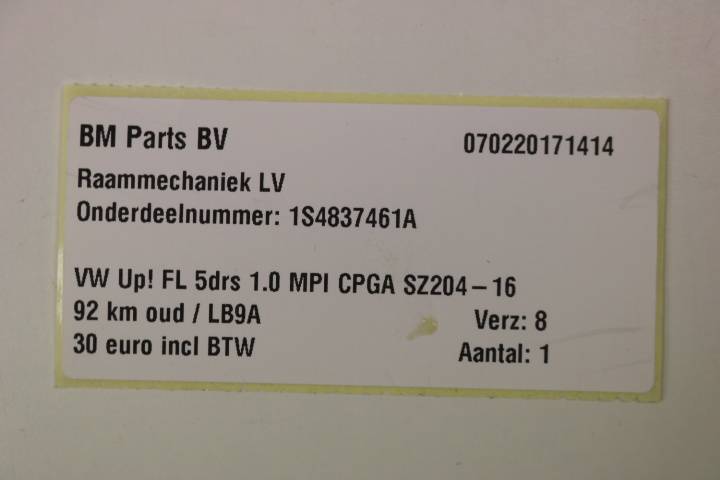 BM Parts BV 070220171414
Raammechaniek LV
Onderdeelnummer: 1S4837461A
VW Up! FL 5drs 1.0 MPI CPGA SZ204-16
92 km oud / LB9A Verz: 8
30 euro incl BTW Aantal: 1